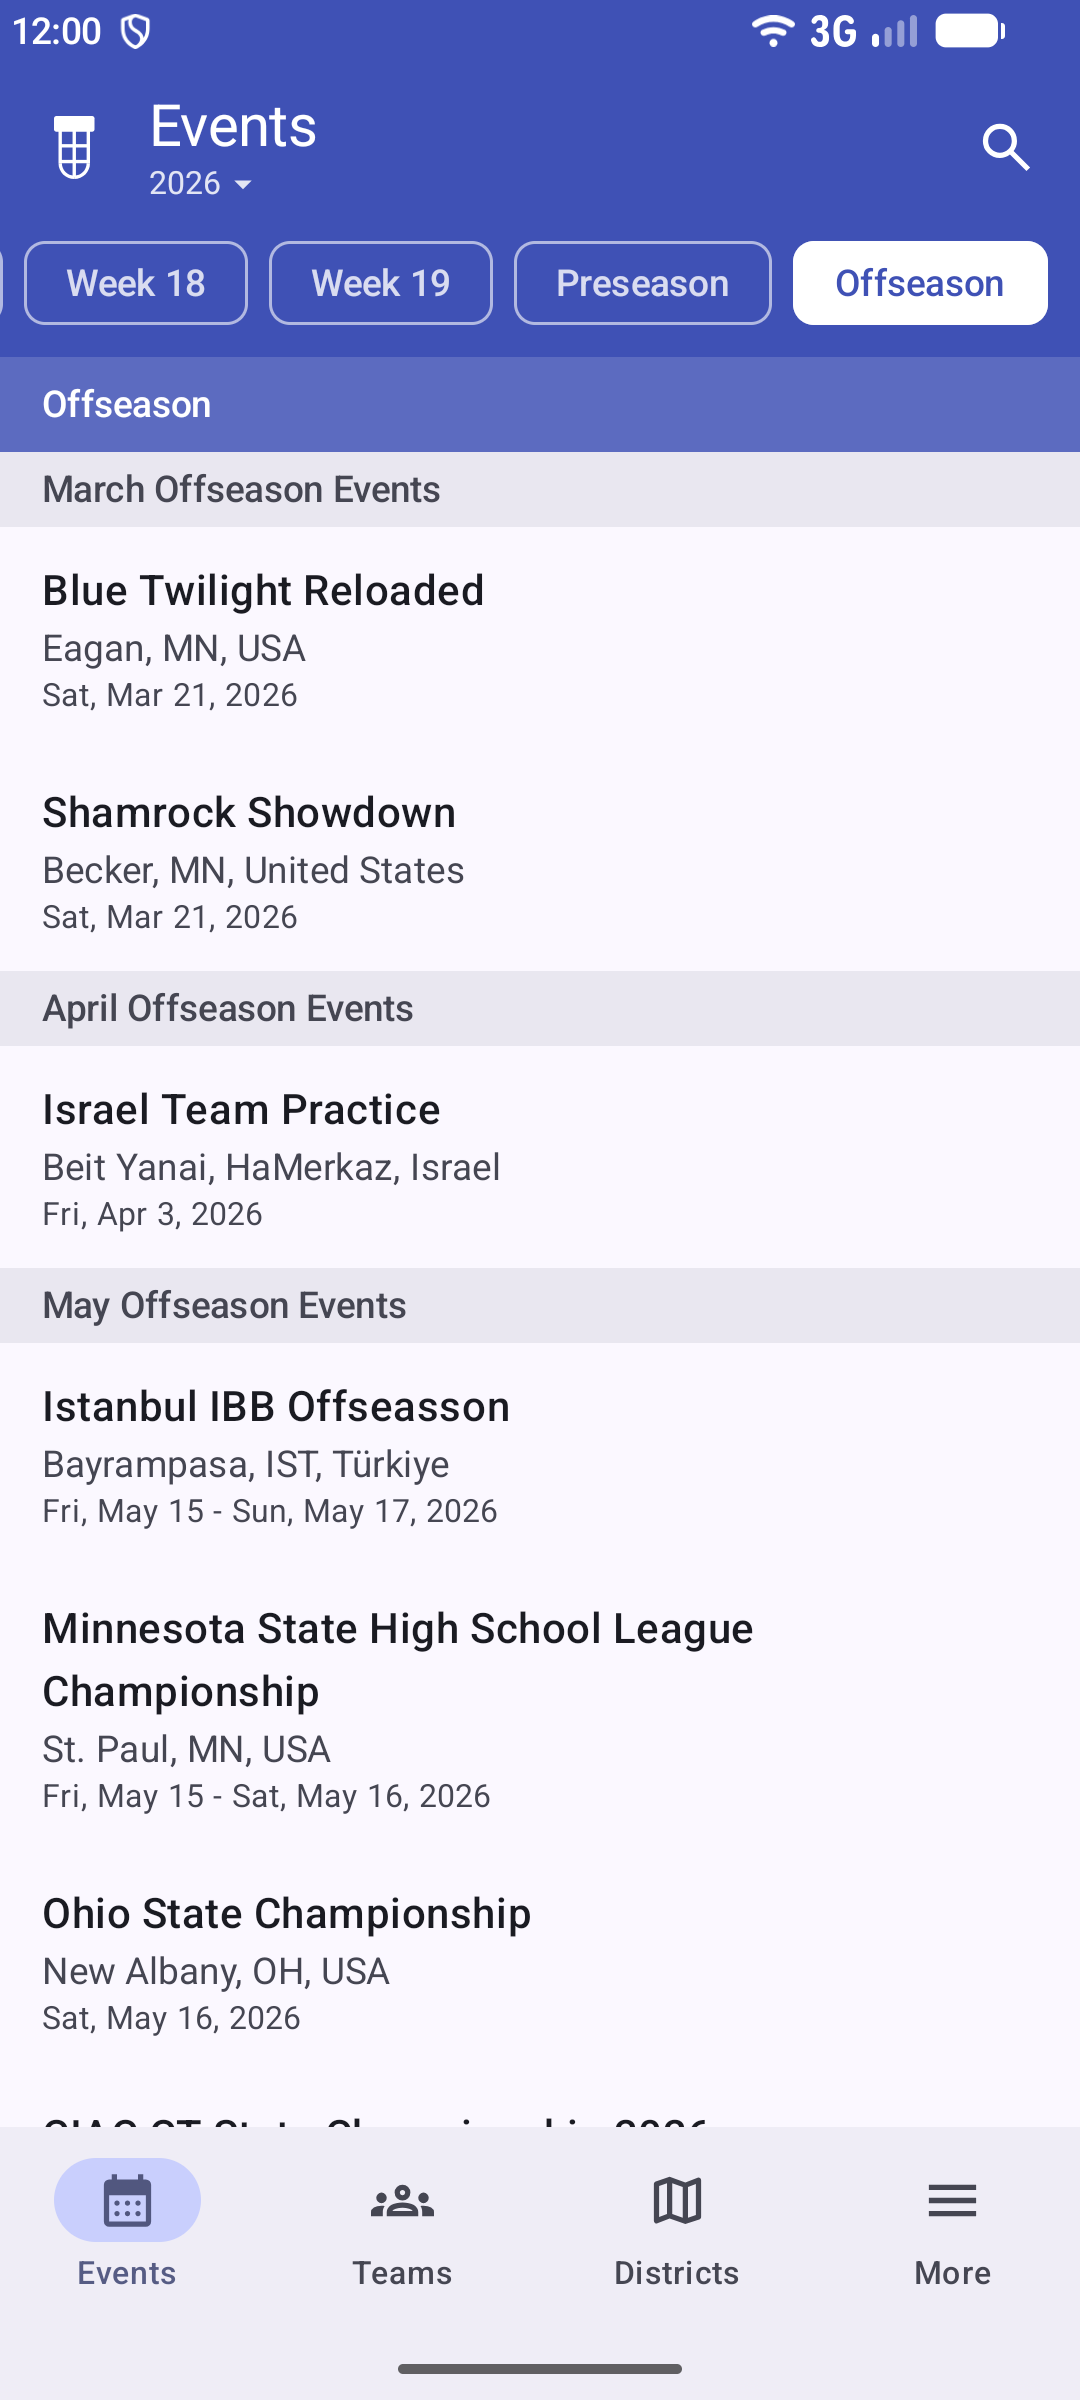 12:00
3G
Events
2026
Week 18
Week 19
Preseason
Offseason
Offseason
March Offseason Events
Blue Twilight Reloaded
Eagan, MN, USA
Sat, Mar 21, 2026
Shamrock Showdown
Becker, MN, United States
Sat, Mar 21, 2026
April Offseason Events
Israel Team Practice
Beit Yanai, HaMerkaz, Israel
Fri, Apr 3, 2026
May Offseason Events
Istanbul IBB Offseasson
Bayrampasa, IST, Türkiye
Fri, May 15 - Sun, May 17, 2026
Minnesota State High School League
Championship
St. Paul, MN, USA
Fri, May 15 - Sat, May 16, 2026
Ohio State Championship
New Albany, OH, USA
Sat, May 16, 2026
State Championship 2026
Events
Teams
Districts
More